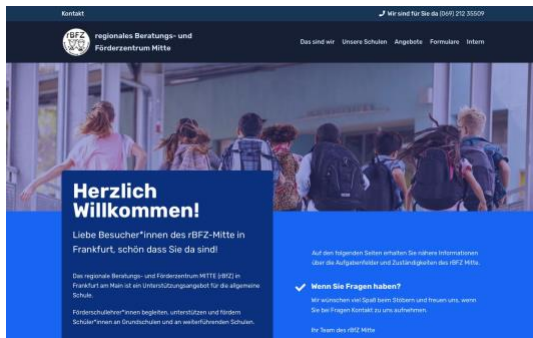 Kontakt
Wir sind für Sie da (069) 212 35509
rBFZ
regionales Beratungs- und
Förderzentrum Mitte
Das sind wir Unsere Schulen Angebote Formulare Intern
Herzlich
Willkommen!
Liebe Besucher*innen des rBFZ-Mitte in
Frankfurt, schön dass Sie da sind!
Das regionale Beratungs- und Förderzentrum MITTE (rBfZ) in
Frankfurt am Main ist ein Unterstützungsangebot für die allgemeine
Schule.
Förderschullehrer*innen begleiten, unterstützen und fördern
Schüler*innen an Grundschulen und an weiterführenden Schulen.
Auf den folgenden Seiten erhalten Sie nähere Informationen
über die Aufgabenfelder und Zuständigkeiten des rBFZ Mitte.
Wenn Sie Fragen haben?
Wir wünschen viel Spaß beim Stöbern und freuen uns, wenn
Sie bei Fragen Kontakt zu uns aufnehmen.
Ihr Team des rBfZ Mitte